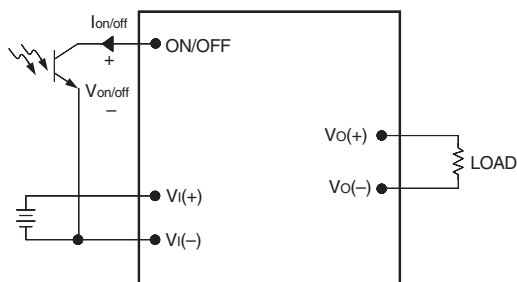 Ion/off
ON/OFF
+
Von/off
–
VO(+)
LOAD
VO(–)
VI(+)
VI(–)